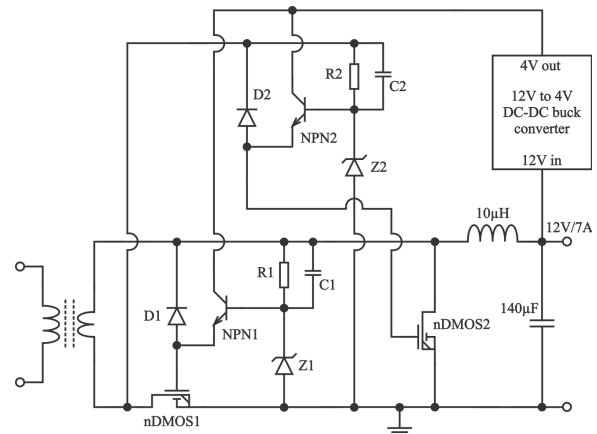 4V out
12V to 4V
DC-DC buck
converter
12V in
R2
C2
D2
NPN2
Z2
10µH
12V/7A
R1
C1
D1
NPN1
nDMOS2
140µF
Z1
nDMOS1